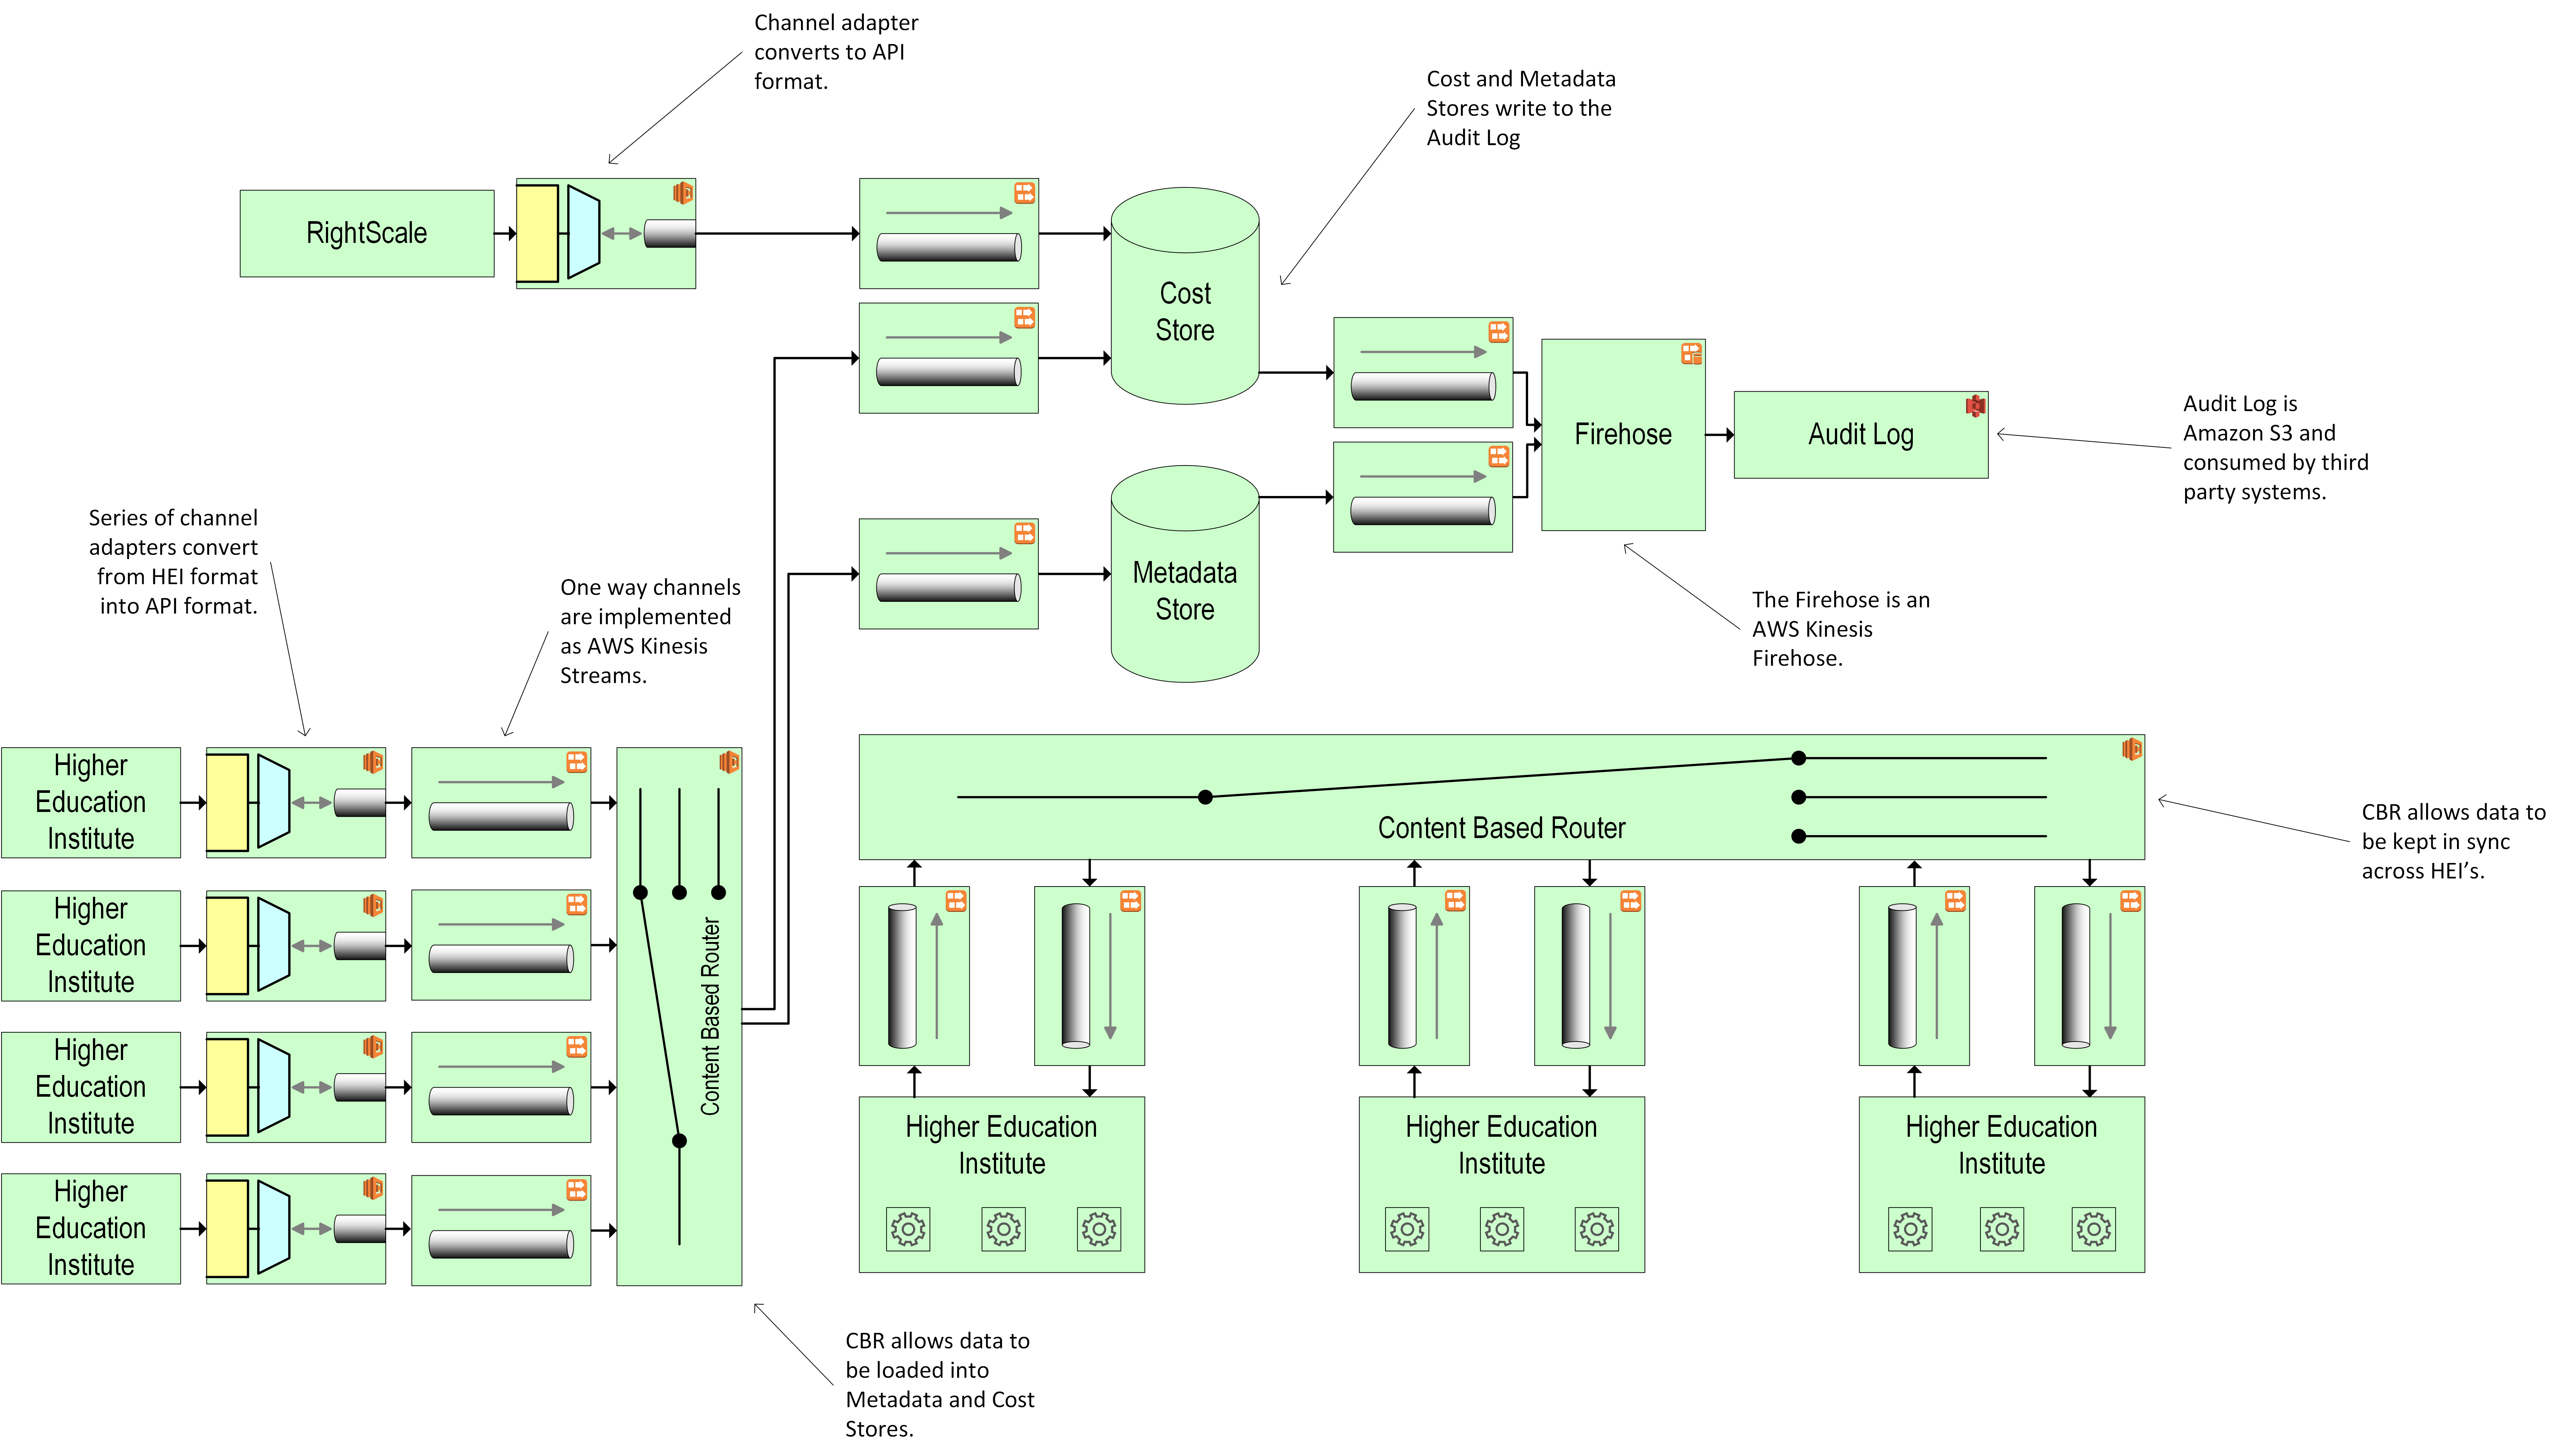 Channel adapter
converts to API
format.
Cost and Metadata
Stores write to the
Audit Log
RightScale
Cost
Store
Firehose
Audit Log
Audit Log is
Amazon S3 and
consumed by third
party systems.
Series of channel
adapters convert
from HEI format
into API format.
One way channels
are implemented
as AWS Kinesis
Streams.
Metadata
Store
The Firehose is an
AWS Kinesis
Firehose.
Higher
Education
Institute
Higher
Education
Institute
Higher
Education
Institute
Higher
Education
Institute
Content Based Router
Content Based Router
CBR allows data to
be kept in sync
across HEI’s.
Higher Education
Institute
Higher Education
Institute
Higher Education
Institute
CBR allows data to
be loaded into
Metadata and Cost
Stores.